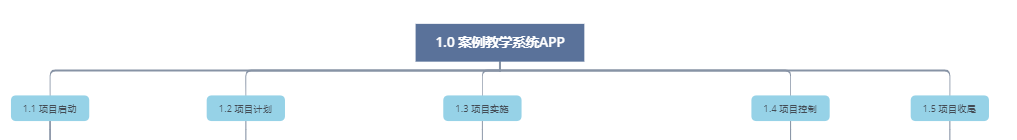 1.0 案例教学系统APP
1.1 项目启动
1.2 项目计划
1.3 项目实施
1.4 项目控制
1.5 项目收尾